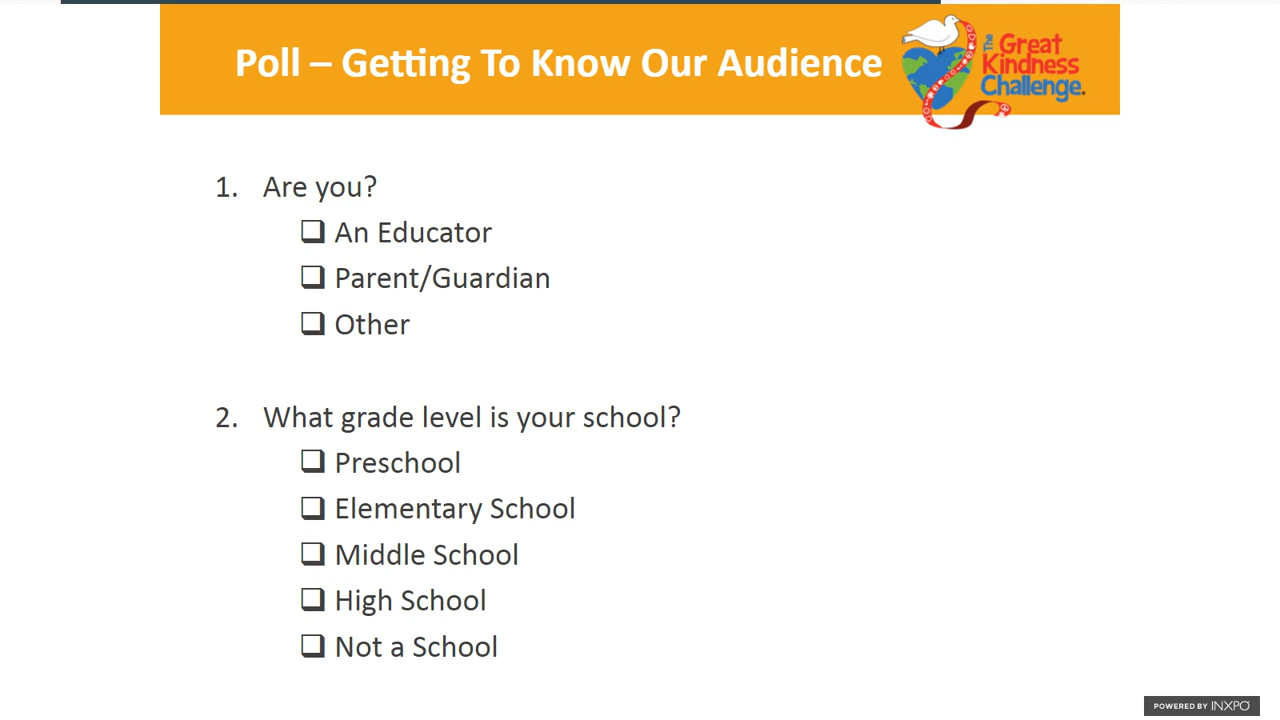 Poll – Getting To Know Our Audience
The
Great
Kindness
Challenge.
1. Are you?
❑ An Educator
❑ Parent/Guardian
❑ Other
2. What grade level is your school?
❑ Preschool
❑ Elementary School
❑ Middle School
❑ High School
❑ Not a School
POWERED BY INXPO